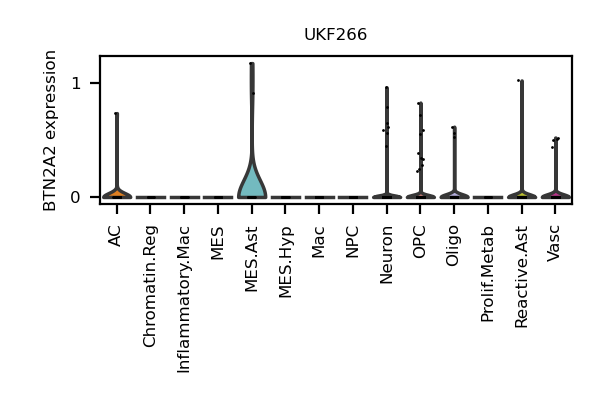 UKF266
BTN2A2 expression
1
0
AC
Chromatin.Reg
Inflammatory.Mac
MES
MES.Ast
MES.Hyp
Mac
NPC
Neuron
OPC
Oligo
Prolif.Metab
Reactive.Ast
Vasc